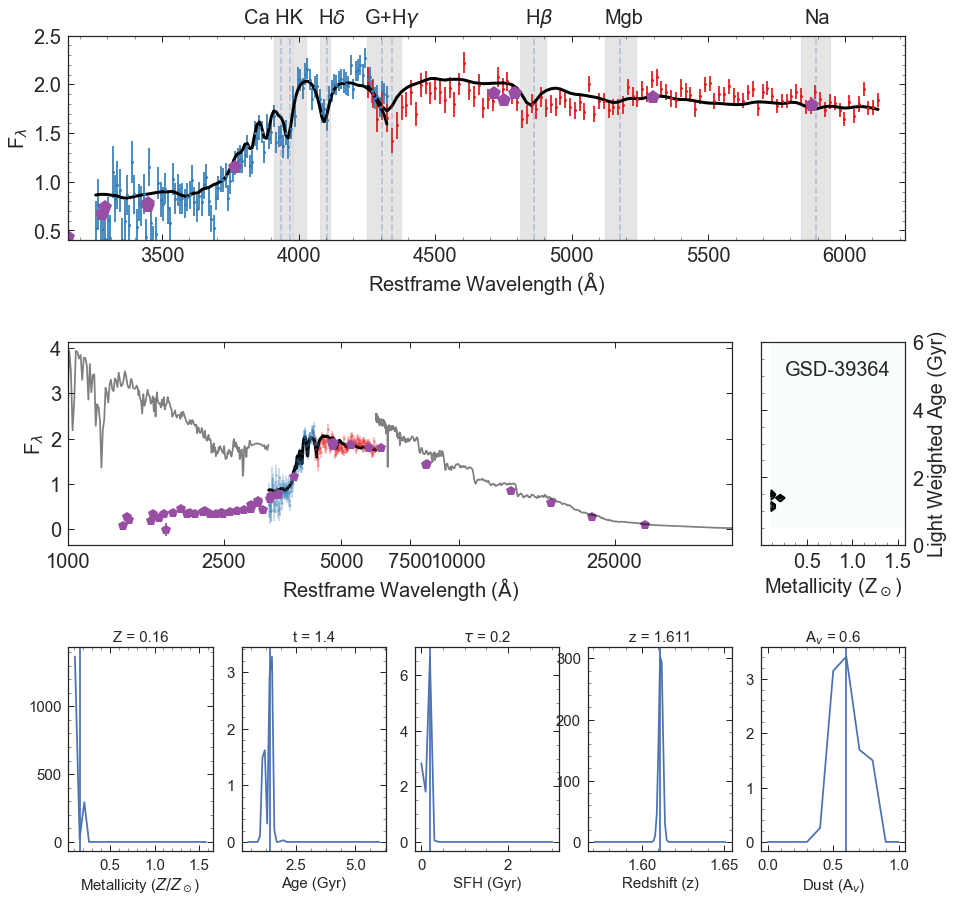 Ca HK Hδ G+Hγ Hβ Mgb Na
2.5
2.0
1.5
1.0
0.5
F_λ
3500 4000 4500 5000 5500 6000
Restframe Wavelength (Å)
4
3
2
1
0
F_λ
1000 2500 5000 7500 10000 25000
Restframe Wavelength (Å)
GSD-39364
6
4
2
0
Light Weighted Age (Gyr)
0.5 1.0 1.5
Metallicity (Z_⊙)
Z = 0.16
1000
500
0
0.5 1.0 1.5
Metallicity (Z/Z_⊙)
t = 1.4
3
2
1
0
2.5 5.0
Age (Gyr)
τ = 0.2
6
4
2
0
0 2
SFH (Gyr)
z = 1.611
300
200
100
0
1.60 1.65
Redshift (z)
A_v = 0.6
3
2
1
0
0.0 0.5 1.0
Dust (A_v)